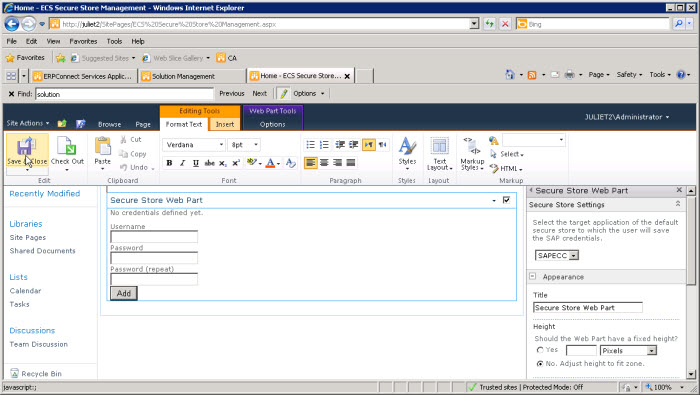 Home - ECS Secure Store Management - Windows Internet Explorer
http://juliet2/SitePages/ECS%20Secure%20Store%20Management.aspx
Bing
File Edit View Favorites Tools Help
Favorites Suggested Sites Web Slice Gallery CA
ERPConnect Services Applic... Solution Management Home - ECS Secure Store... Page Safety Tools
Find: solution Previous Next Options
Editing Tools Web Part Tools
Site Actions Browse Page Format Text Insert Options JULIET2\Administrator
Save & Close Check Out Paste Cut Copy Undo
Verdana 8pt
B I U abc x₂ x²
A A
Styles Text Layout Markup Styles Select HTML
Edit Clipboard Font Paragraph Styles Layout Markup
Recently Modified
Libraries
Site Pages
Shared Documents
Lists
Calendar
Tasks
Discussions
Team Discussion
Recycle Bin
Secure Store Web Part
No credentials defined yet.
Username
Password
Password (repeat)
Add
Secure Store Web Part
Secure Store Settings
Select the target application of the default
secure store to which the user will save
the SAP credentials.
SAPECC
Appearance
Title
Secure Store Web Part
Height
Should the Web Part have a fixed height?
Yes Pixels
No. Adjust height to fit zone.
javascript:; Trusted sites | Protected Mode: Off 100%